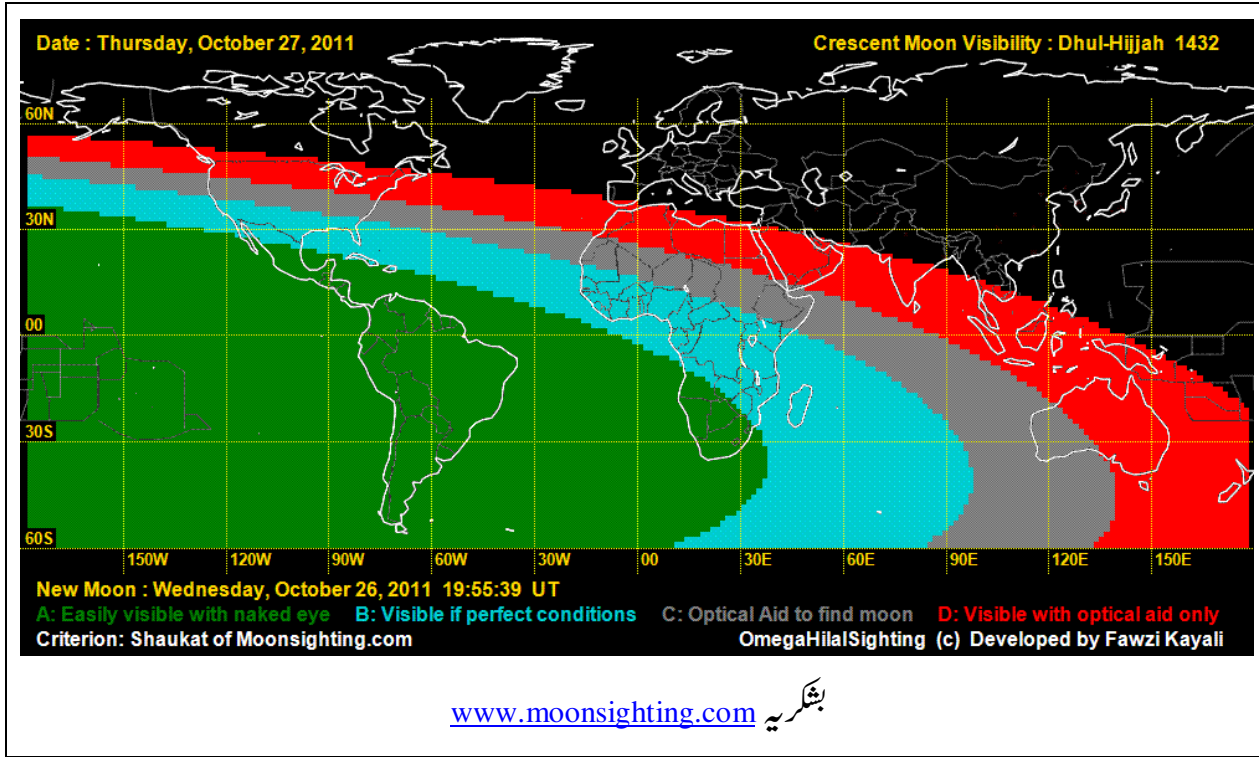 Date : Thursday, October 27, 2011
Crescent Moon Visibility : Dhul-Hijjah 1432
60N
30N
00
30S
60S
150W 120W 90W 60W 30W 00 30E 60E 90E 120E 150E
New Moon : Wednesday, October 26, 2011 19:55:39 UT
A: Easily visible with naked eye B: Visible if perfect conditions C: Optical Aid to find moon D: Visible with optical aid only
Criterion: Shaukat of Moonsighting.com
OmegaHilalSighting (c) Developed by Fawzi Kayali
بشکریہ www.moonsighting.com